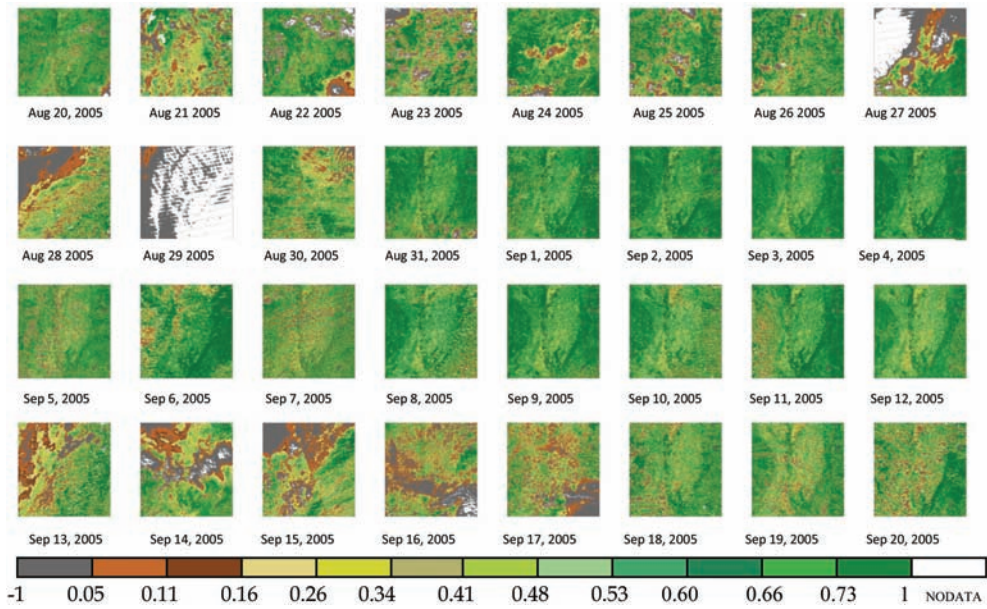 Aug 20, 2005 Aug 21 2005 Aug 22 2005 Aug 23 2005 Aug 24 2005 Aug 25 2005 Aug 26 2005 Aug 27 2005
Aug 28 2005 Aug 29 2005 Aug 30, 2005 Aug 31, 2005 Sep 1, 2005 Sep 2, 2005 Sep 3, 2005 Sep 4, 2005
Sep 5, 2005 Sep 6, 2005 Sep 7, 2005 Sep 8, 2005 Sep 9, 2005 Sep 10, 2005 Sep 11, 2005 Sep 12, 2005
Sep 13, 2005 Sep 14, 2005 Sep 15, 2005 Sep 16, 2005 Sep 17, 2005 Sep 18, 2005 Sep 19, 2005 Sep 20, 2005
-1 0.05 0.11 0.16 0.26 0.34 0.41 0.48 0.53 0.60 0.66 0.73 1 NODATA